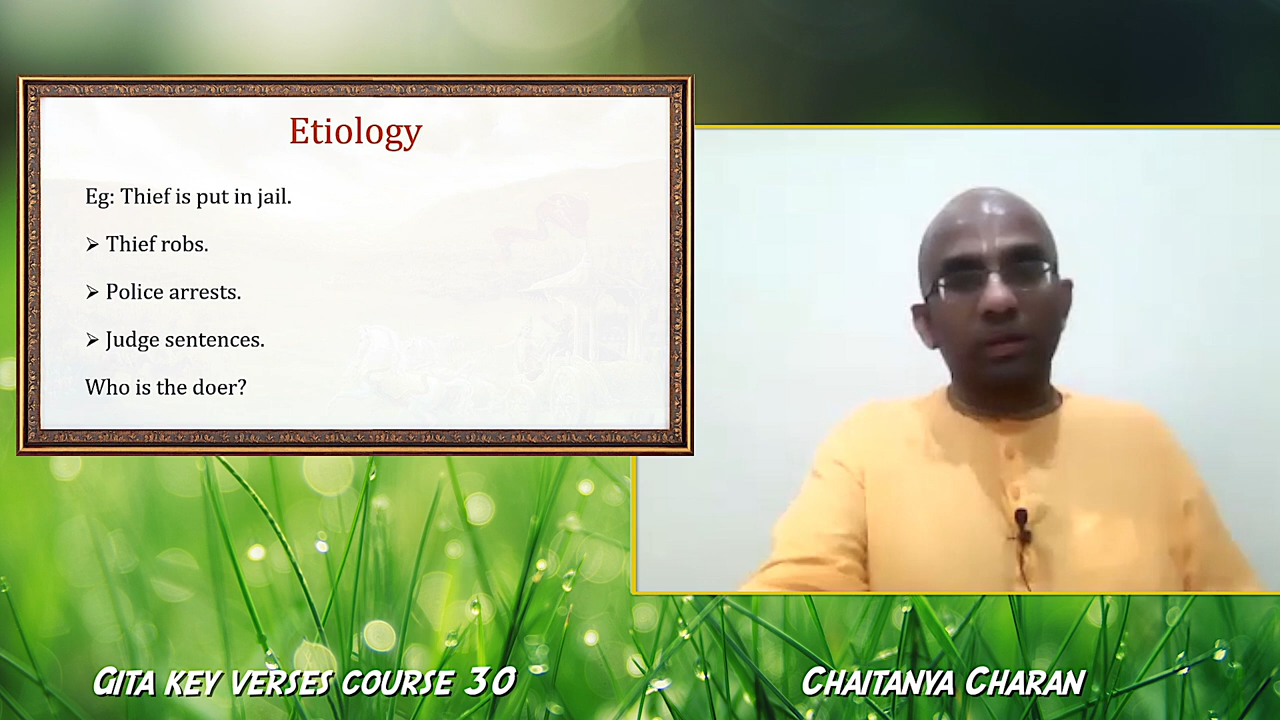 Etiology
Eg: Thief is put in jail.
➢ Thief robs.
➢ Police arrests.
➢ Judge sentences.
Who is the doer?
Gita key verses course 30
Chaitanya Charan